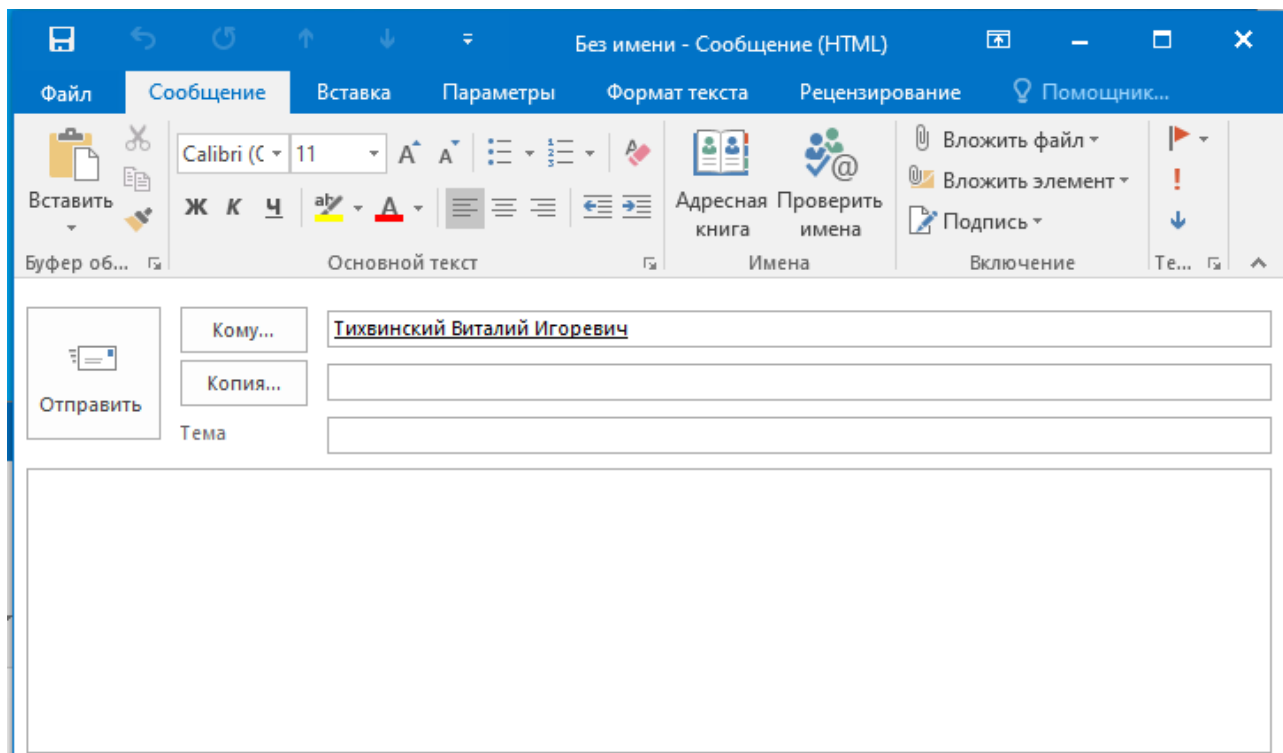 Без имени - Сообщение (HTML)
Файл Сообщение Вставка Параметры Формат текста Рецензирование Помощник...
Вставить
Calibri (С 11
Ж К Ч
Адресная книга
Проверить имена
Вложить файл
Вложить элемент
Подпись
Буфер об... Основной текст Имена Включение Те...
Отправить
Кому... Тихвинский Виталий Игоревич
Копия...
Тема